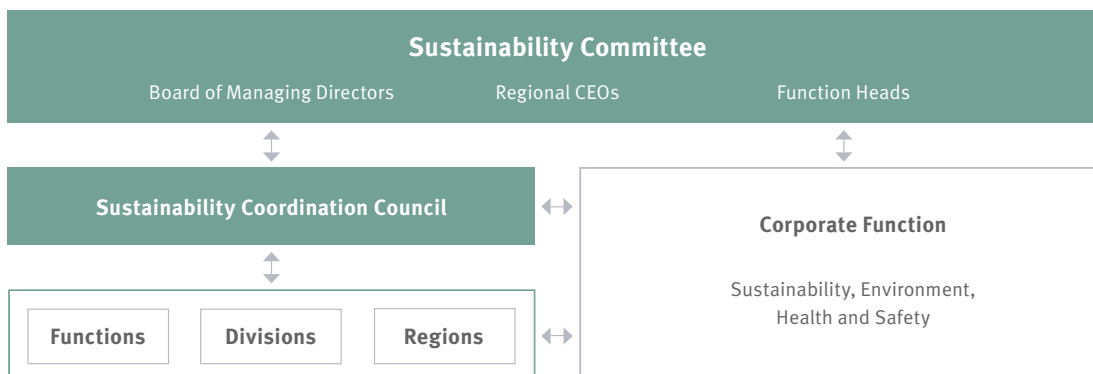 Sustainability Committee
Board of Managing Directors
Regional CEOs
Function Heads
Sustainability Coordination Council
Corporate Function
Sustainability, Environment,
Health and Safety
Functions
Divisions
Regions